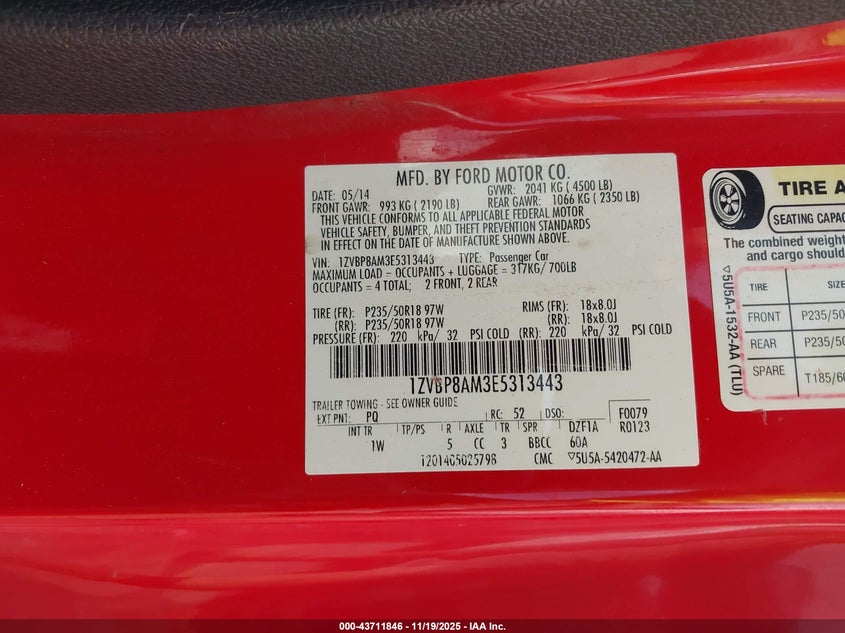 MFD. BY FORD MOTOR CO.
DATE: 05/14 GVWR: 2041 KG ( 4500 LB)
FRONT GAWR: 993 KG ( 2190 LB) REAR GAWR: 1066 KG ( 2350 LB)
THIS VEHICLE CONFORMS TO ALL APPLICABLE FEDERAL MOTOR
VEHICLE SAFETY, BUMPER, AND THEFT PREVENTION STANDARDS
IN EFFECT ON THE DATE OF MANUFACTURE SHOWN ABOVE.
VIN: 1ZVBP8AM3E5313443 TYPE: Passenger Car
MAXIMUM LOAD – OCCUPANTS + LUGGAGE = 317KG/ 700LB
OCCUPANTS = 4 TOTAL; 2 FRONT, 2 REAR
TIRE (FR): P235/50R18 97W RIMS (FR): 18x8.0J
(RR): P235/50R18 97W (RR): 18x8.0J
PRESSURE (FR): 220 kPa/ 32 PSI COLD (RR): 220 kPa/ 32 PSI COLD
1ZVBP8AM3E5313443
TRAILER TOWING – SEE OWNER GUIDE
EXT PNT: PQ RC: 52 DSO: F0079
INT TR TP/PS R AXLE TR SPR DZF1A R0123
1W 5 CC 3 BBCC 60A
1201405025798 CMC ▽5U5A-5420472-AA
TIRE A
SEATING CAPAC
The combined weight
and cargo should
▽5U5A-1532-AA (TLU)
TIRE SIZE
FRONT P235/50
REAR P235/50
SPARE T185/60
000-43711846 - 11/19/2025 - IAA Inc.